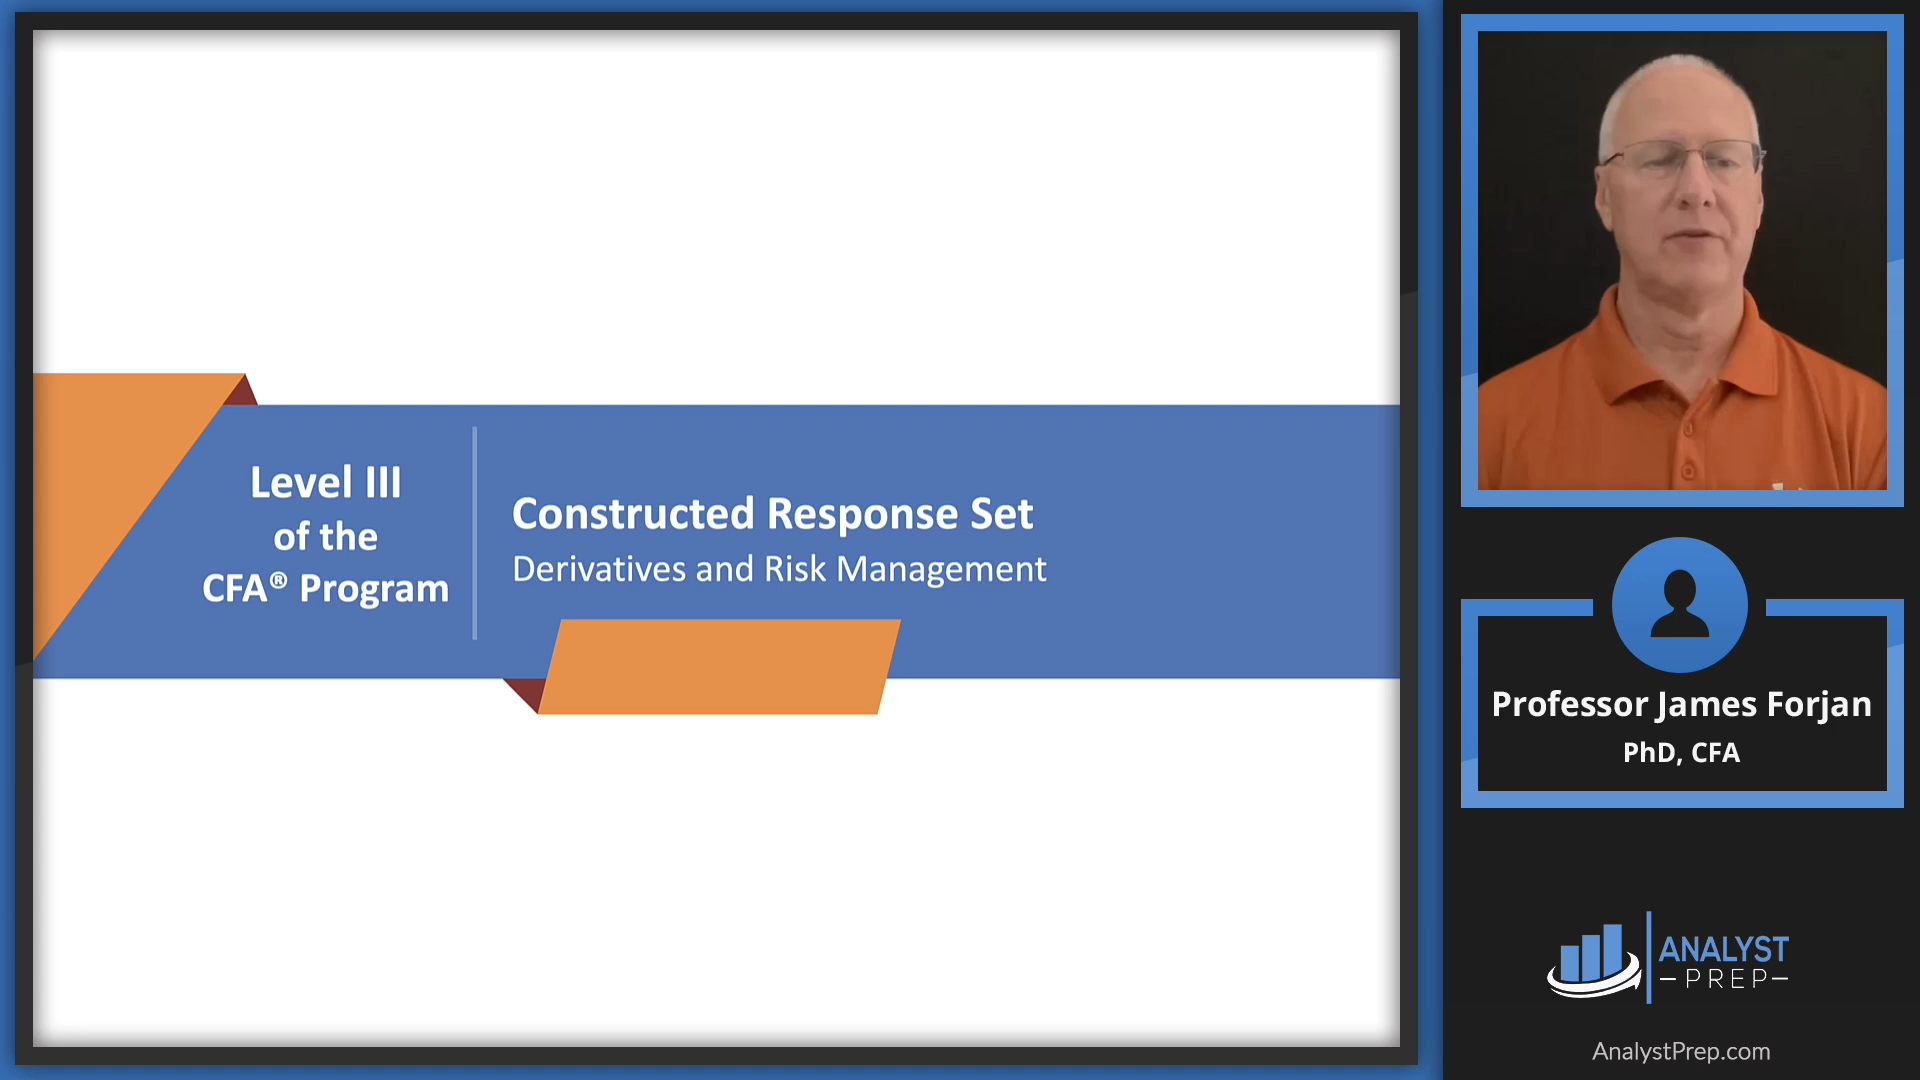 Level III
of the
CFA® Program
Constructed Response Set
Derivatives and Risk Management
Professor James Forjan
PhD, CFA
ANALYST
PREP
AnalystPrep.com